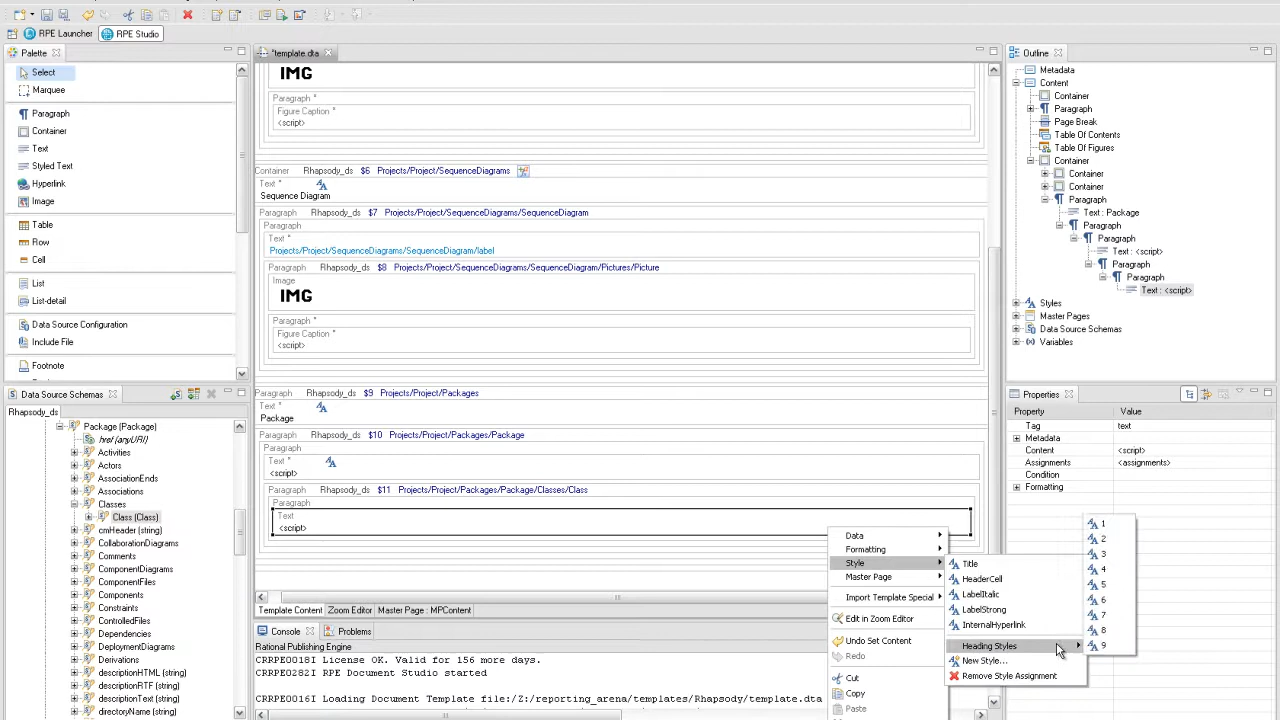 RPE Launcher
RPE Studio
Palette
Select
Marquee
Paragraph
Container
Text
Styled Text
Hyperlink
Image
Table
Row
Cell
List
List-detail
Data Source Configuration
Include File
Footnote
Data Source Schemas
Rhapsody_ds
Package (Package)
href (anyURI)
Activities
Actors
AssociationEnds
Associations
Classes
Class (Class)
cmHeader (string)
CollaborationDiagrams
Comments
ComponentDiagrams
ComponentFiles
Components
Constraints
ControlledFiles
Dependencies
DeploymentDiagrams
Derivations
descriptionHTML (string)
descriptionRTF (string)
description (string)
directoryName (string)
*template.dta
IMG
Paragraph *
Figure Caption *
<script>
Container Rhapsody_ds $6 Projects/Project/SequenceDiagrams
Text *
Sequence Diagram
Paragraph Rhapsody_ds $7 Projects/Project/SequenceDiagrams/SequenceDiagram
Paragraph
Text *
Projects/Project/SequenceDiagrams/SequenceDiagram/label
Paragraph Rhapsody_ds $8 Projects/Project/SequenceDiagrams/SequenceDiagram/Pictures/Picture
Image
IMG
Paragraph *
Figure Caption *
<script>
Paragraph Rhapsody_ds $9 Projects/Project/Packages
Text *
Package
Paragraph Rhapsody_ds $10 Projects/Project/Packages/Package
Paragraph
Text *
<script>
Paragraph Rhapsody_ds $11 Projects/Project/Packages/Package/Classes/Class
Paragraph
Text
<script>
Template Content Zoom Editor Master Page : MPContent
Console Problems
Rational Publishing Engine
CRRPE0018I License OK. Valid for 156 more days.
CRRPE0282I RPE Document Studio started
CRRPE0016I Loading Document Template file:/Z:/reporting_arena/templates/Rhapsody/template.dta
Data
Formatting
Style
Master Page
Import Template Special
Edit in Zoom Editor
Undo Set Content
Redo
Cut
Copy
Paste
Title
HeaderCell
LabelItalic
LabelStrong
InternalHyperlink
Heading Styles
New Style...
Remove Style Assignment
1
2
3
4
5
6
7
8
9
Outline
Metadata
Content
Container
Paragraph
Page Break
Table Of Contents
Table Of Figures
Container
Container
Container
Paragraph
Text : Package
Paragraph
Paragraph
Text : <script>
Paragraph
Paragraph
Text : <script>
Styles
Master Pages
Data Source Schemas
Variables
Properties
Property Value
Tag text
Metadata
Content <script>
Assignments <assignments>
Condition
Formatting